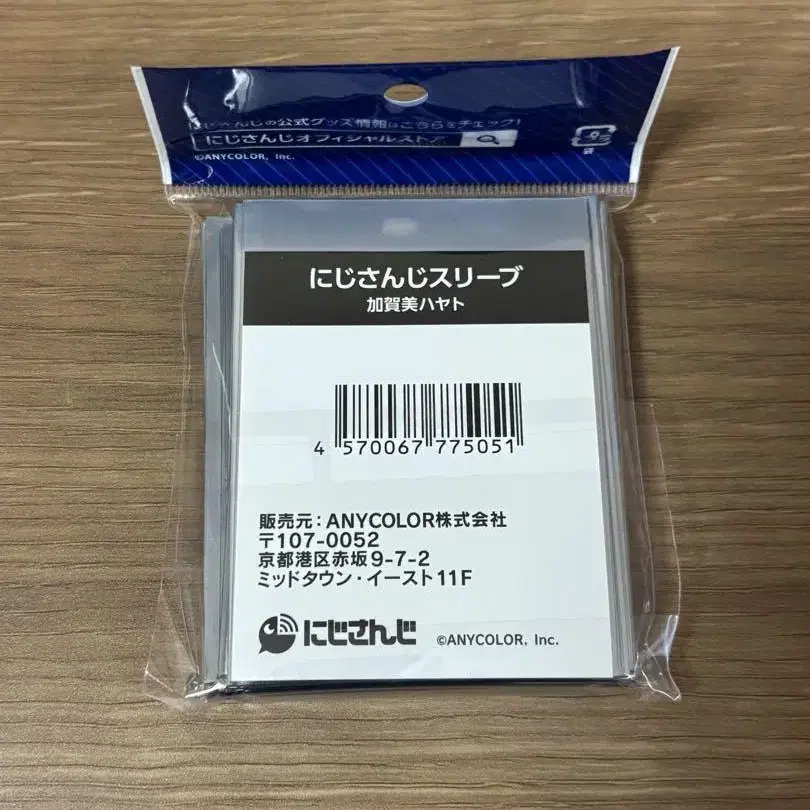 にじさんじの公式グッズ情報はこちらをチェック!
にじさんじオフィシャルストア
©ANYCOLOR, Inc.
にじさんじスリーブ
加賀美ハヤト
4 570067 775051
販売元:ANYCOLOR株式会社
〒107-0052
京都港区赤坂9-7-2
ミッドタウン・イースト11F
にじさんじ ©ANYCOLOR, Inc.